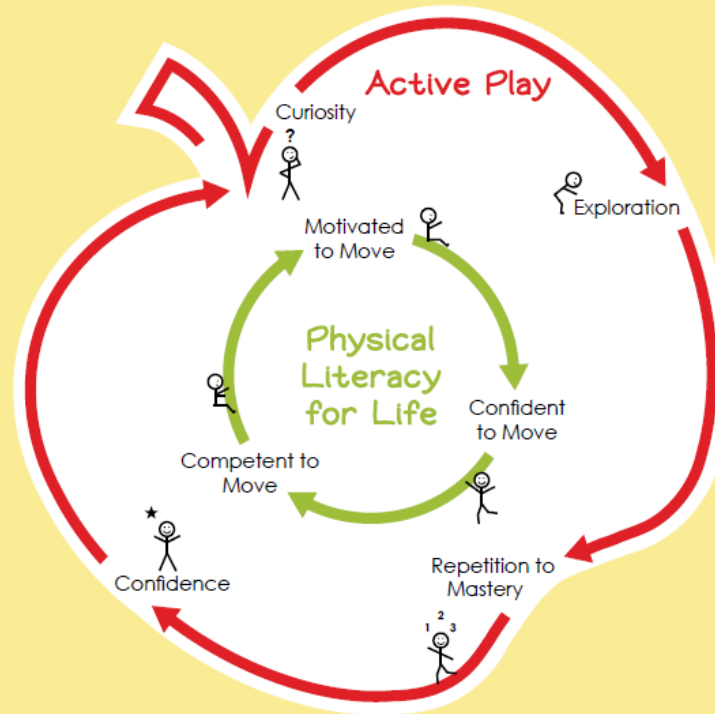 Active Play
Curiosity
?
Exploration
Motivated
to Move
Physical
Literacy
for Life
Confident
to Move
Competent to
Move
Confidence
Repetition to
Mastery
1 2 3